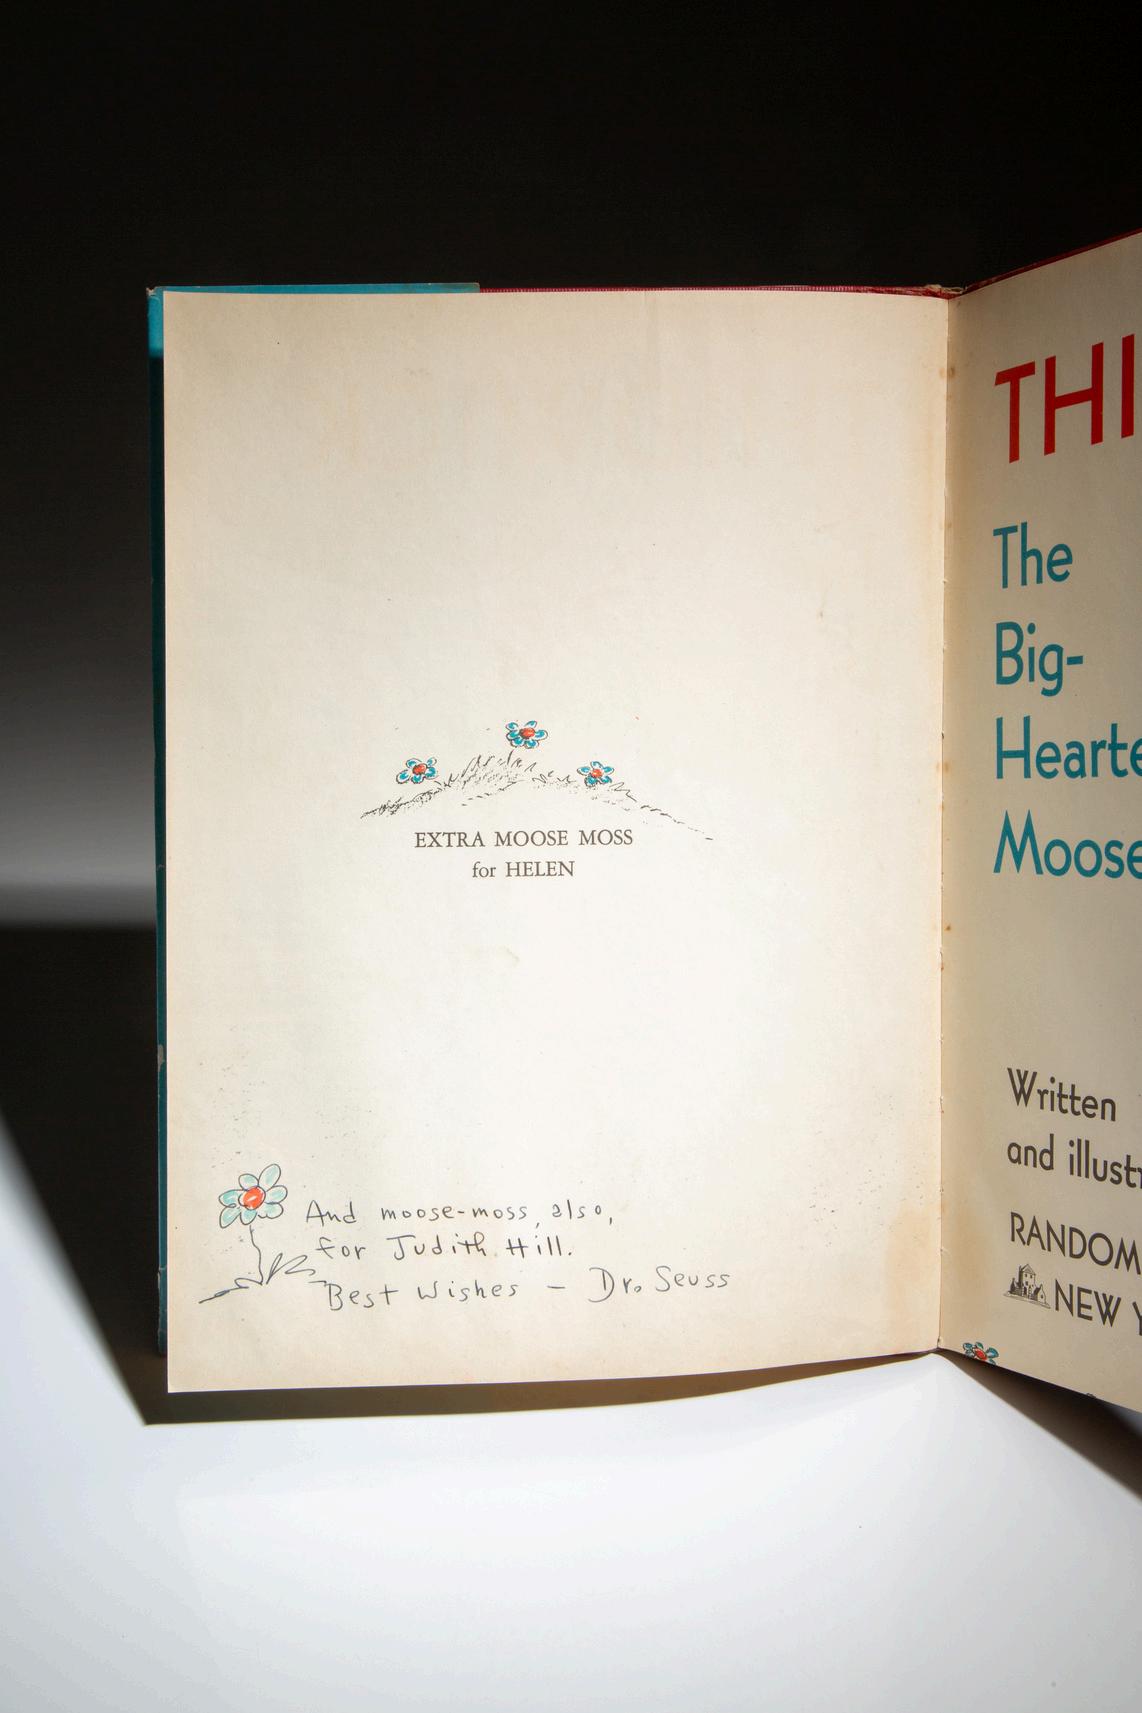 EXTRA MOOSE MOSS
for HELEN
And moose-moss, also,
for Judith Hill.
Best Wishes – Dr. Seuss
THI
The
Big-
Hearte
Moose
Written
and illust
RANDOM
NEW Y